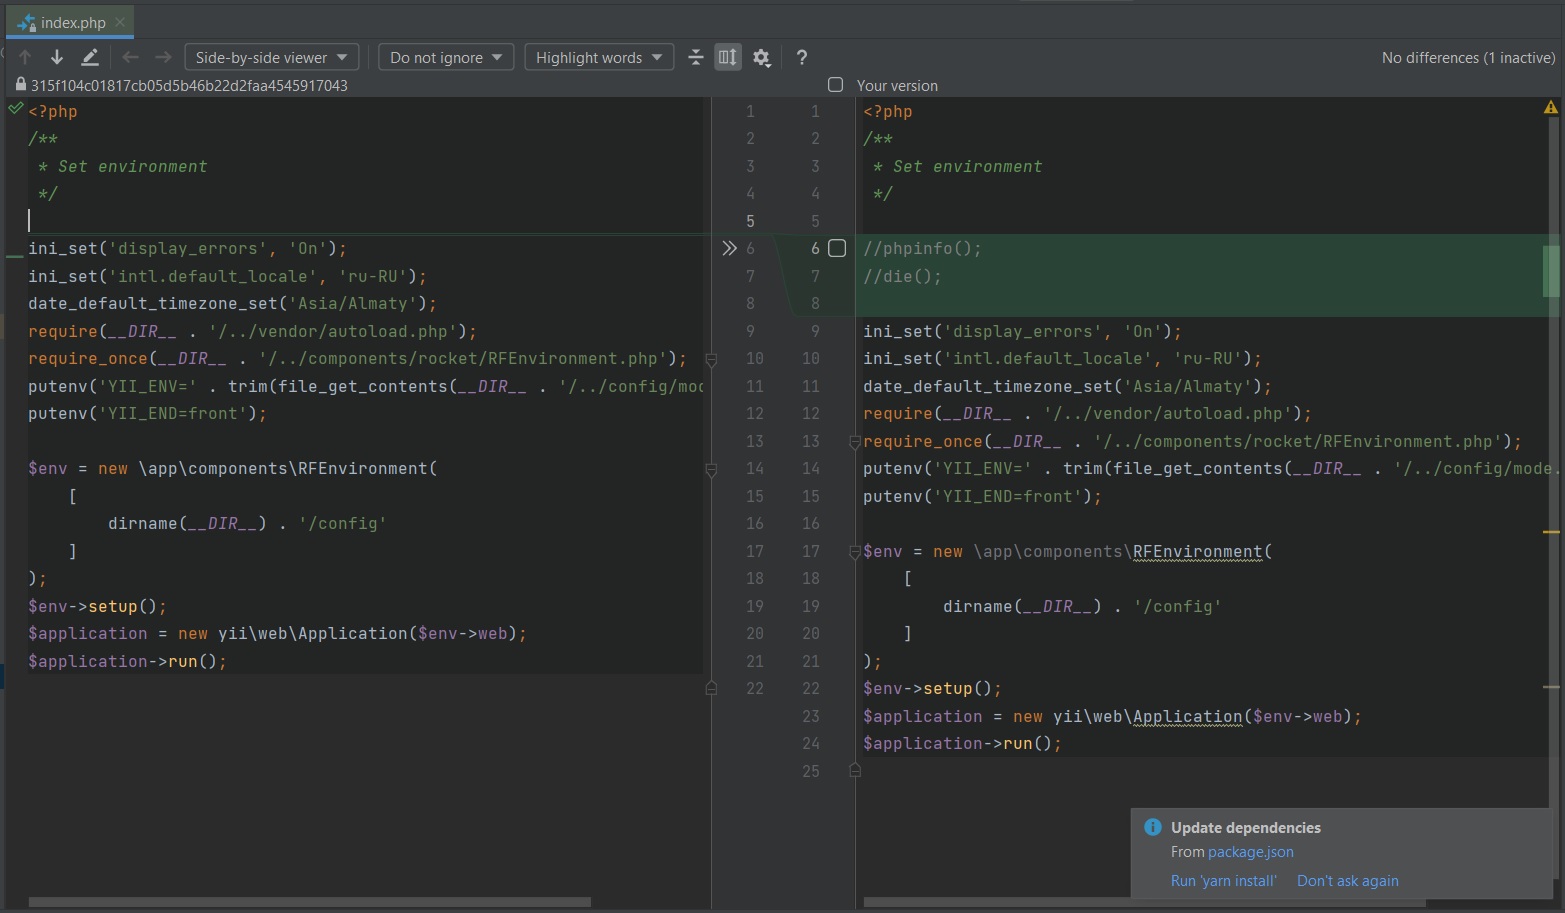 index.php
Side-by-side viewer
Do not ignore
Highlight words
?
No differences (1 inactive)
315f104c01817cb05d5b46b22d2faa4545917043
Your version
<?php
/**
 * Set environment
 */
ini_set('display_errors', 'On');
ini_set('intl.default_locale', 'ru-RU');
date_default_timezone_set('Asia/Almaty');
require(__DIR__ . '/../vendor/autoload.php');
require_once(__DIR__ . '/../components/rocket/RFEnvironment.php');
putenv('YII_ENV=' . trim(file_get_contents(__DIR__ . '/../config/mod
putenv('YII_END=front');
$env = new \app\components\RFEnvironment(
    [
        dirname(__DIR__) . '/config'
    ]
);
$env->setup();
$application = new yii\web\Application($env->web);
$application->run();
1 1
2 2
3 3
4 4
5 5
6 6
7 7
8 8
9 9
10 10
11 11
12 12
13 13
14 14
15 15
16 16
17 17
18 18
19 19
20 20
21 21
22 22
23
24
25
<?php
/**
 * Set environment
 */
//phpinfo();
//die();
ini_set('display_errors', 'On');
ini_set('intl.default_locale', 'ru-RU');
date_default_timezone_set('Asia/Almaty');
require(__DIR__ . '/../vendor/autoload.php');
require_once(__DIR__ . '/../components/rocket/RFEnvironment.php');
putenv('YII_ENV=' . trim(file_get_contents(__DIR__ . '/../config/mode.
putenv('YII_END=front');
$env = new \app\components\RFEnvironment(
    [
        dirname(__DIR__) . '/config'
    ]
);
$env->setup();
$application = new yii\web\Application($env->web);
$application->run();
Update dependencies
From package.json
Run 'yarn install' Don't ask again